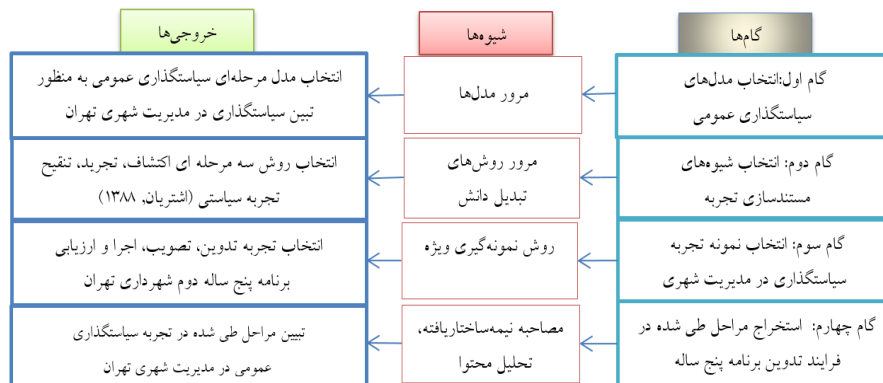 گام‌ها
شیوه‌ها
خروجی‌ها
گام اول:انتخاب مدل‌های
سیاستگذاری عمومی
مرور مدل‌ها
انتخاب مدل مرحله‌ای سیاستگذاری عمومی به منظور
تبین سیاستگذاری در مدیریت شهری تهران
گام دوم: انتخاب شیوه‌های
مستندسازی تجربه
مرور روش‌های
تبدیل دانش
انتخاب روش سه مرحله ای اکتشاف، تجرید، تنقیح
تجربه سیاستی (اشتریان, ۱۳۸۸)
گام سوم: انتخاب نمونه تجربه
سیاستگذاری در مدیریت شهری
روش نمونه‌گیری ویژه
انتخاب تجربه تدوین، تصویب، اجرا و ارزیابی
برنامه پنج ساله دوم شهرداری تهران
گام چهارم: استخراج مراحل طی شده در
فرایند تدوین برنامه پنج ساله
مصاحبه نیمه‌ساختاریافته،
تحلیل محتوا
تبیین مراحل طی شده در تجربه سیاستگذاری
عمومی در مدیریت شهری تهران